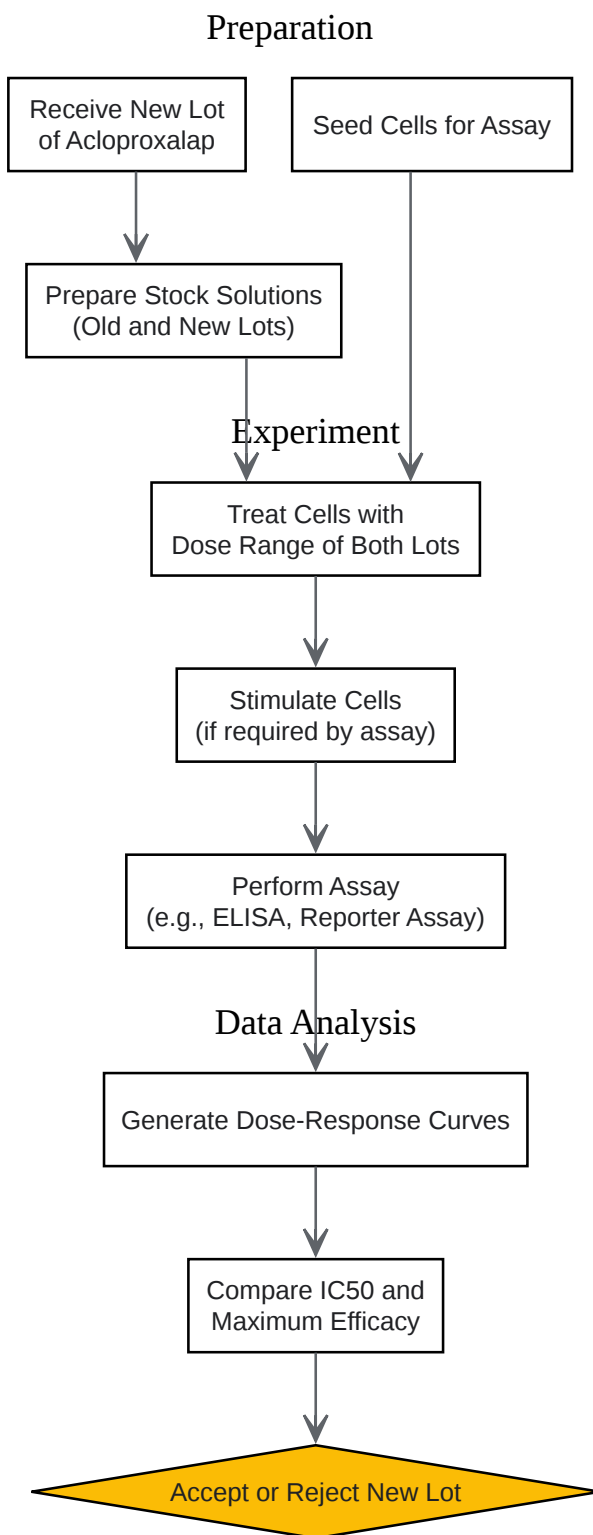 Preparation
Receive New Lot
of Acloproxalap
Seed Cells for Assay
Prepare Stock Solutions
(Old and New Lots)
Experiment
Treat Cells with
Dose Range of Both Lots
Stimulate Cells
(if required by assay)
Perform Assay
(e.g., ELISA, Reporter Assay)
Data Analysis
Generate Dose-Response Curves
Compare IC50 and
Maximum Efficacy
Accept or Reject New Lot